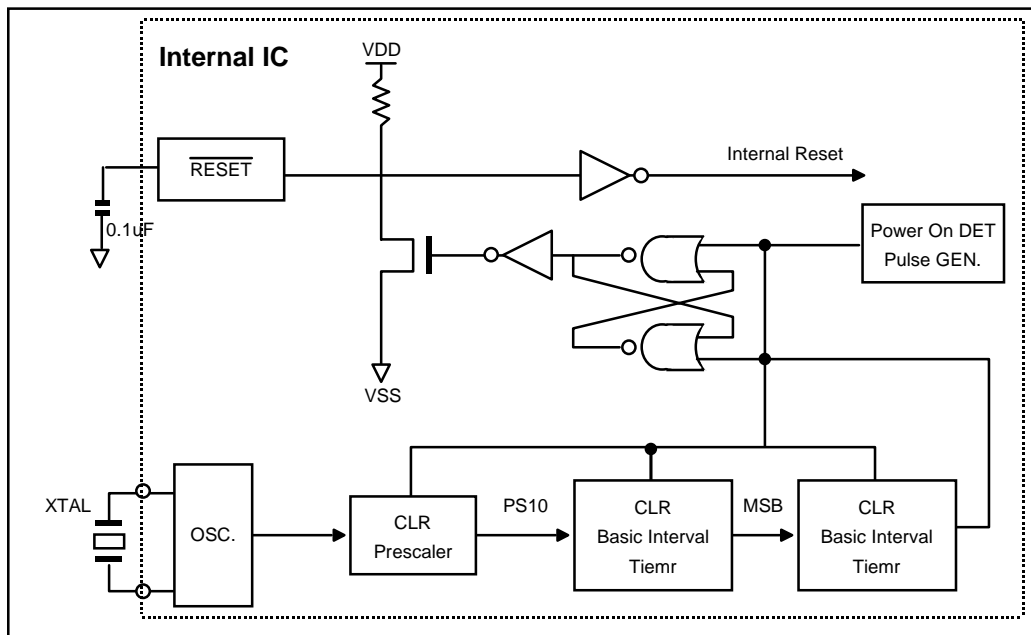 Internal IC
VDD
RESET
Internal Reset
0.1uF
Power On DET
Pulse GEN.
VSS
XTAL
OSC.
CLR
Prescaler
PS10
CLR
Basic Interval
Tiemr
MSB
CLR
Basic Interval
Tiemr